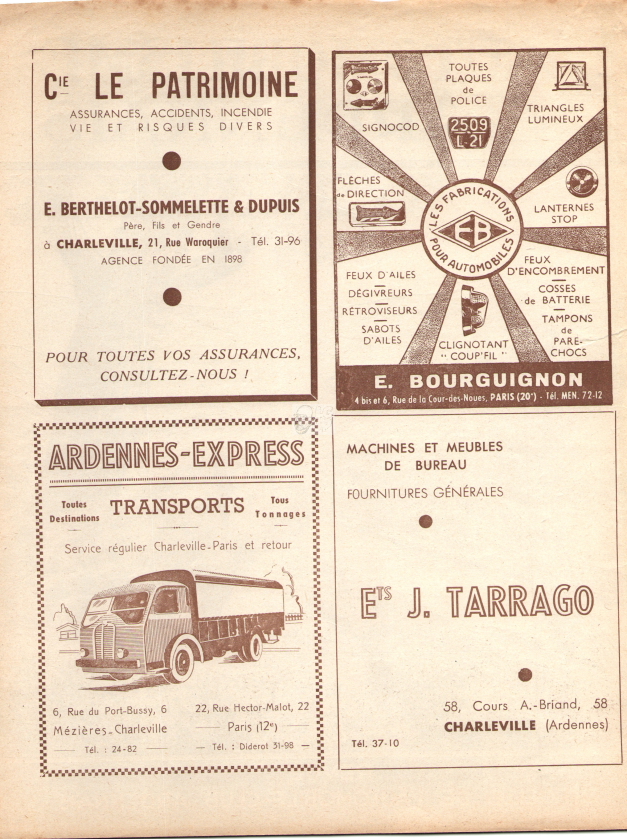 Cie LE PATRIMOINE
ASSURANCES, ACCIDENTS, INCENDIE
VIE ET RISQUES DIVERS
E. BERTHELOT-SOMMELETTE & DUPUIS
Père, Fils et Gendre
à CHARLEVILLE, 21, Rue Waroquier - Tél. 31-96
AGENCE FONDÉE EN 1898
POUR TOUTES VOS ASSURANCES,
CONSULTEZ-NOUS !
TOUTES
PLAQUES
de
POLICE
2509
L-21
SIGNOCOD
TRIANGLES
LUMINEUX
FLÈCHES
de DIRECTION
LANTERNES
STOP
LES FABRICATIONS
EB
POUR AUTOMOBILES
FEUX D'AILES
DÉGIVREURS
RÉTROVISEURS
SABOTS
D'AILES
CLIGNOTANT
"COUP'FIL"
FEUX
D'ENCOMBREMENT
COSSES
de BATTERIE
TAMPONS
de
PARE-
CHOCS
E. BOURGUIGNON
4 bis et 6, Rue de la Cour-des-Noues, PARIS (20e) - Tél. MEN. 72-12
ARDENNES-EXPRESS
Toutes
Destinations
TRANSPORTS
Tous
Tonnages
Service régulier Charleville-Paris et retour
6, Rue du Port-Bussy, 6
Mézières-Charleville
Tél. : 24-82
22, Rue Hector-Malot, 22
Paris (12e)
Tél. : Diderot 31-98
MACHINES ET MEUBLES
DE BUREAU
FOURNITURES GÉNÉRALES
Ets J. TARRAGO
58, Cours A.-Briand, 58
CHARLEVILLE (Ardennes)
Tél. 37-10